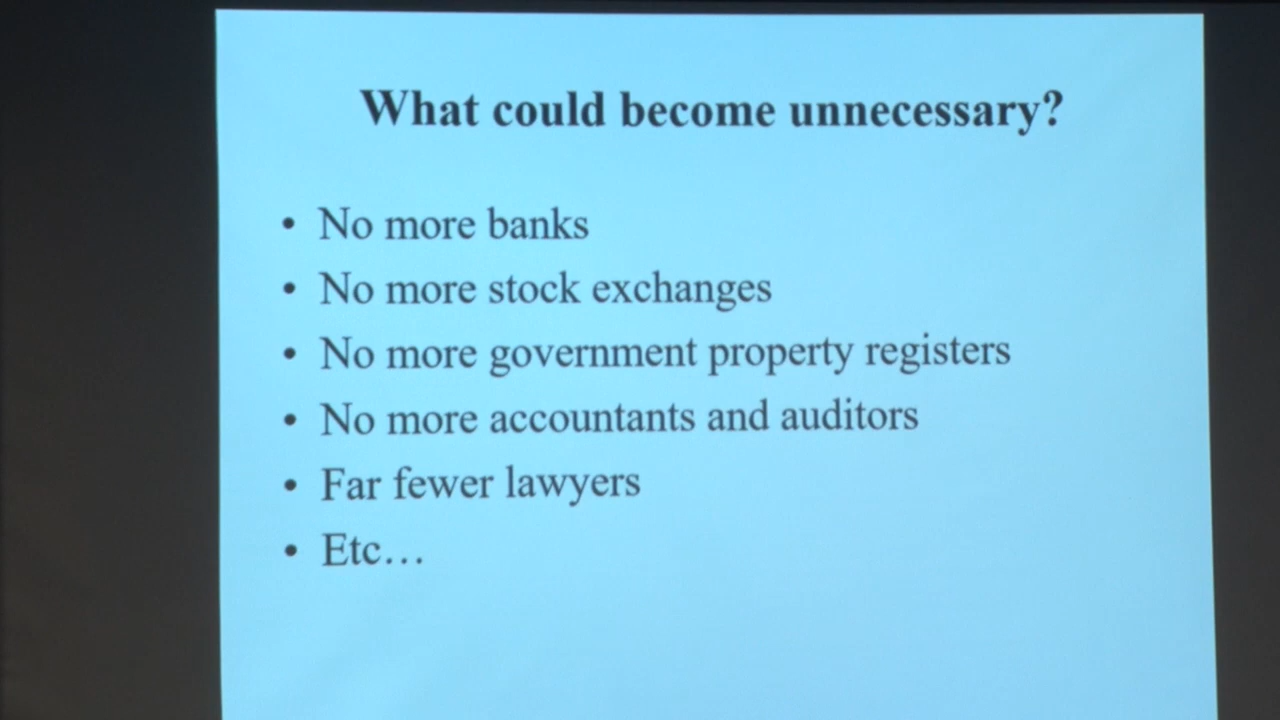 What could become unnecessary?
• No more banks
• No more stock exchanges
• No more government property registers
• No more accountants and auditors
• Far fewer lawyers
• Etc…